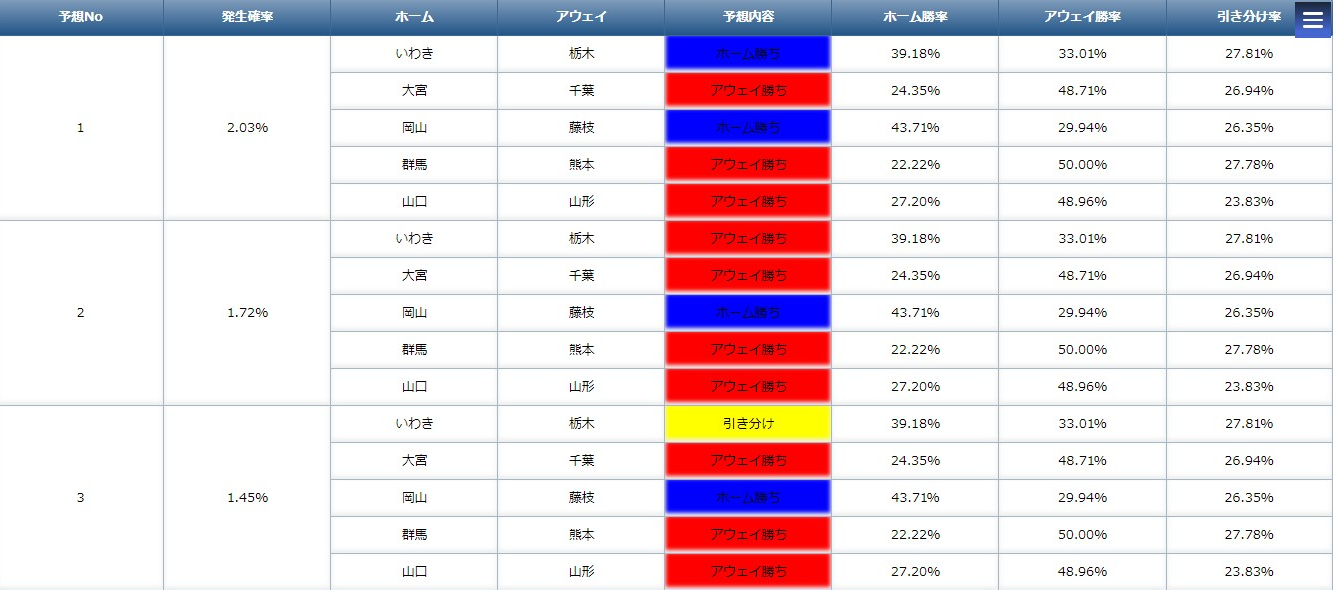 予想No 発生確率 ホーム アウェイ 予想内容 ホーム勝率 アウェイ勝率 引き分け率
いわき 栃木 ホーム勝ち 39.18% 33.01% 27.81%
大宮 千葉 アウェイ勝ち 24.35% 48.71% 26.94%
1 2.03% 岡山 藤枝 ホーム勝ち 43.71% 29.94% 26.35%
群馬 熊本 アウェイ勝ち 22.22% 50.00% 27.78%
山口 山形 アウェイ勝ち 27.20% 48.96% 23.83%
いわき 栃木 アウェイ勝ち 39.18% 33.01% 27.81%
大宮 千葉 アウェイ勝ち 24.35% 48.71% 26.94%
2 1.72% 岡山 藤枝 ホーム勝ち 43.71% 29.94% 26.35%
群馬 熊本 アウェイ勝ち 22.22% 50.00% 27.78%
山口 山形 アウェイ勝ち 27.20% 48.96% 23.83%
いわき 栃木 引き分け 39.18% 33.01% 27.81%
大宮 千葉 アウェイ勝ち 24.35% 48.71% 26.94%
3 1.45% 岡山 藤枝 ホーム勝ち 43.71% 29.94% 26.35%
群馬 熊本 アウェイ勝ち 22.22% 50.00% 27.78%
山口 山形 アウェイ勝ち 27.20% 48.96% 23.83%